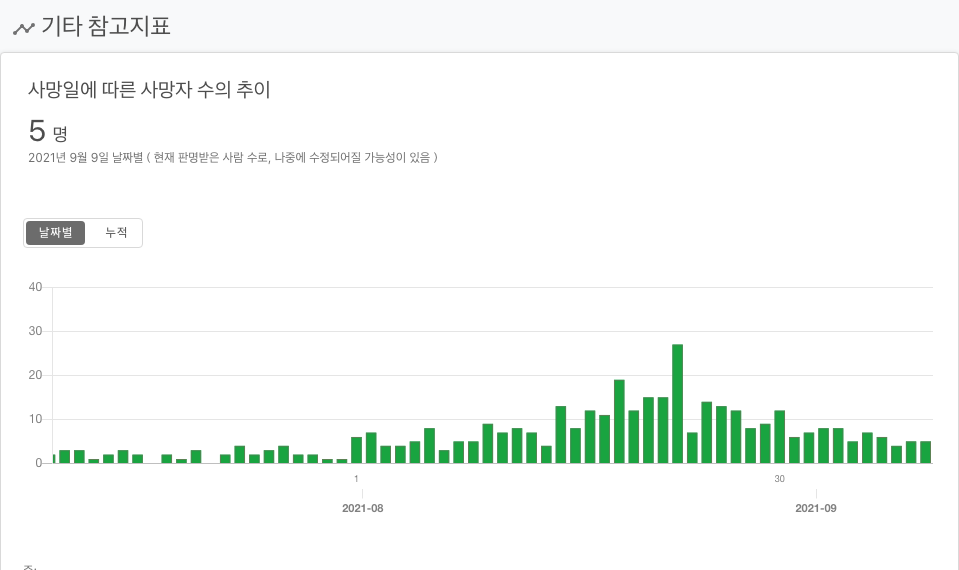 기타 참고지표
사망일에 따른 사망자 수의 추이
5 명
2021년 9월 9일 날짜별 ( 현재 판명받은 사람 수로, 나중에 수정되어질 가능성이 있음 )
날짜별 누적
40
30
20
10
0
1 30
2021-08 2021-09